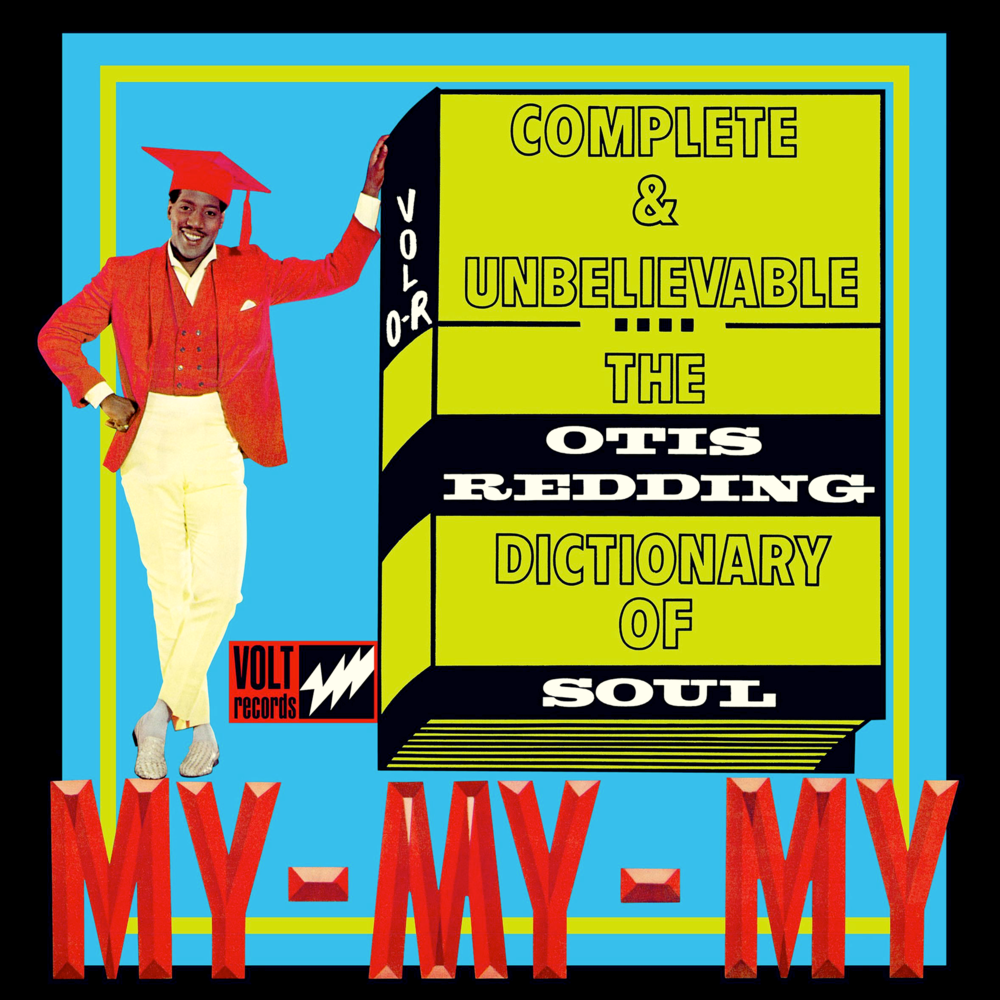 COMPLETE
&
UNBELIEVABLE
THE
OTIS
REDDING
DICTIONARY
OF
SOUL
VOL
O-R
VOLT
records
MY-MY-MY